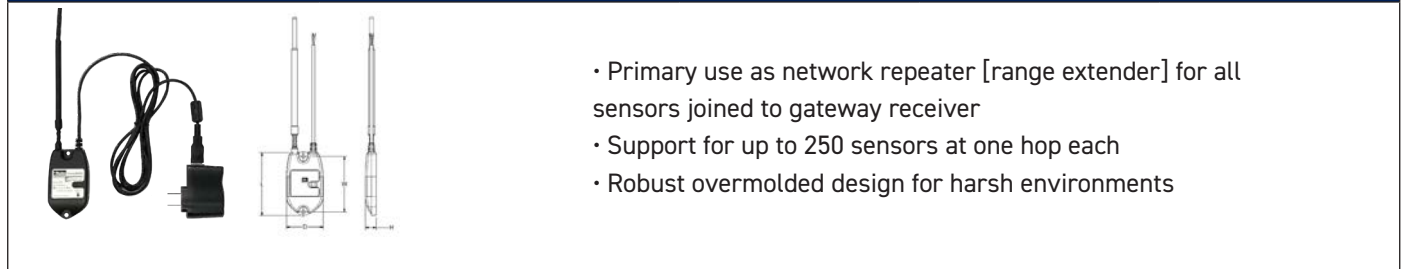 · Primary use as network repeater [range extender] for all
sensors joined to gateway receiver
· Support for up to 250 sensors at one hop each
· Robust overmolded design for harsh environments
H